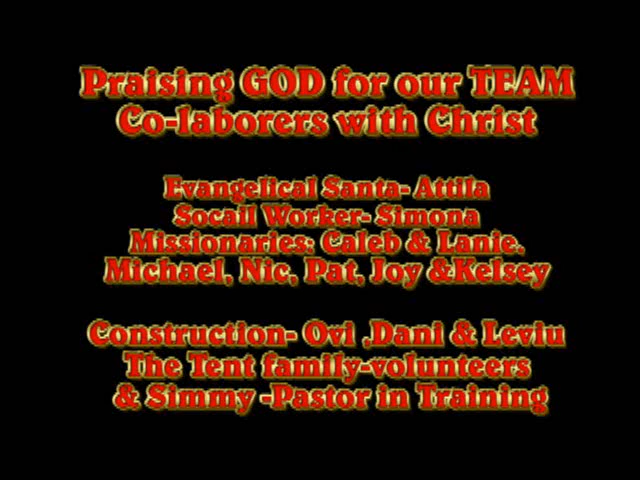 Praising GOD for our TEAM
Co-laborers with Christ
Evangelical Santa- Attila
Socail Worker- Simona
Missionaries: Caleb & Lanie.
Michael, Nic, Pat, Joy &Kelsey
Construction- Ovi ,Dani & Leviu
The Tent family-volunteers
& Simmy -Pastor in Training